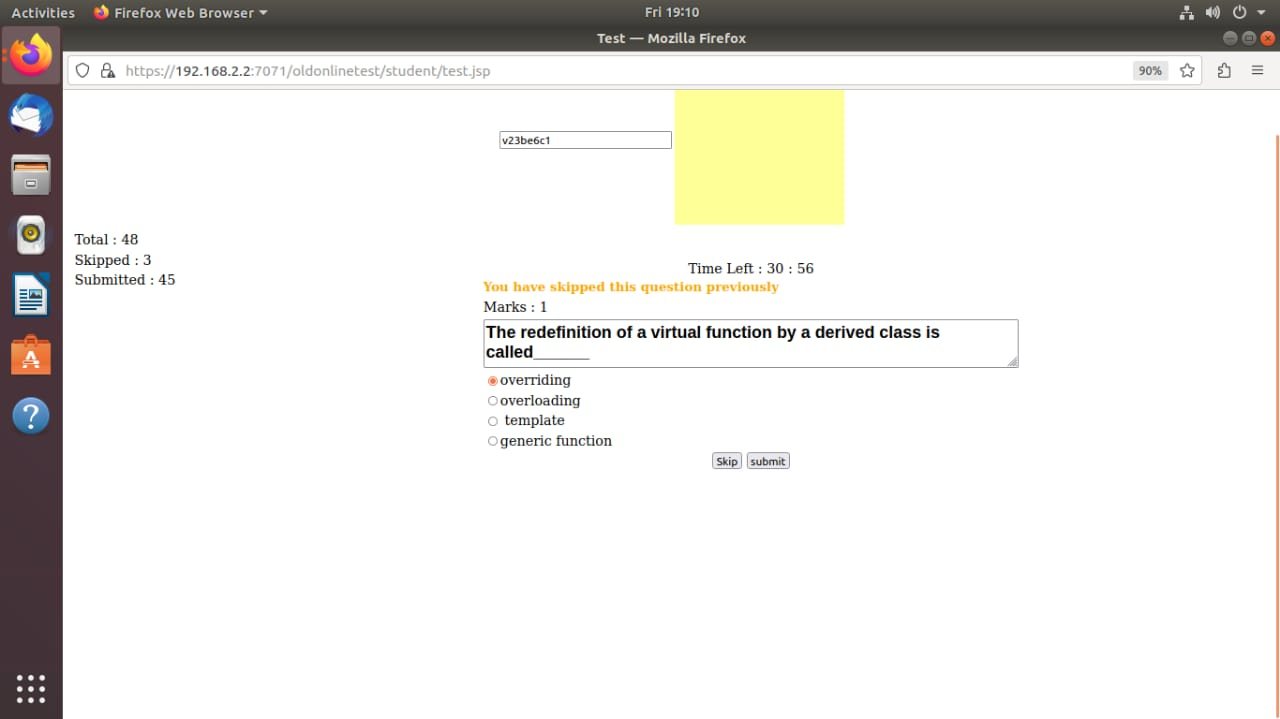 Activities
Firefox Web Browser
Fri 19:10
Test — Mozilla Firefox
https://192.168.2.2:7071/oldonlinetest/student/test.jsp
90%
v23be6c1
Total : 48
Skipped : 3
Submitted : 45
Time Left : 30 : 56
You have skipped this question previously
Marks : 1
The redefinition of a virtual function by a derived class is
called______
overriding
overloading
template
generic function
Skip submit